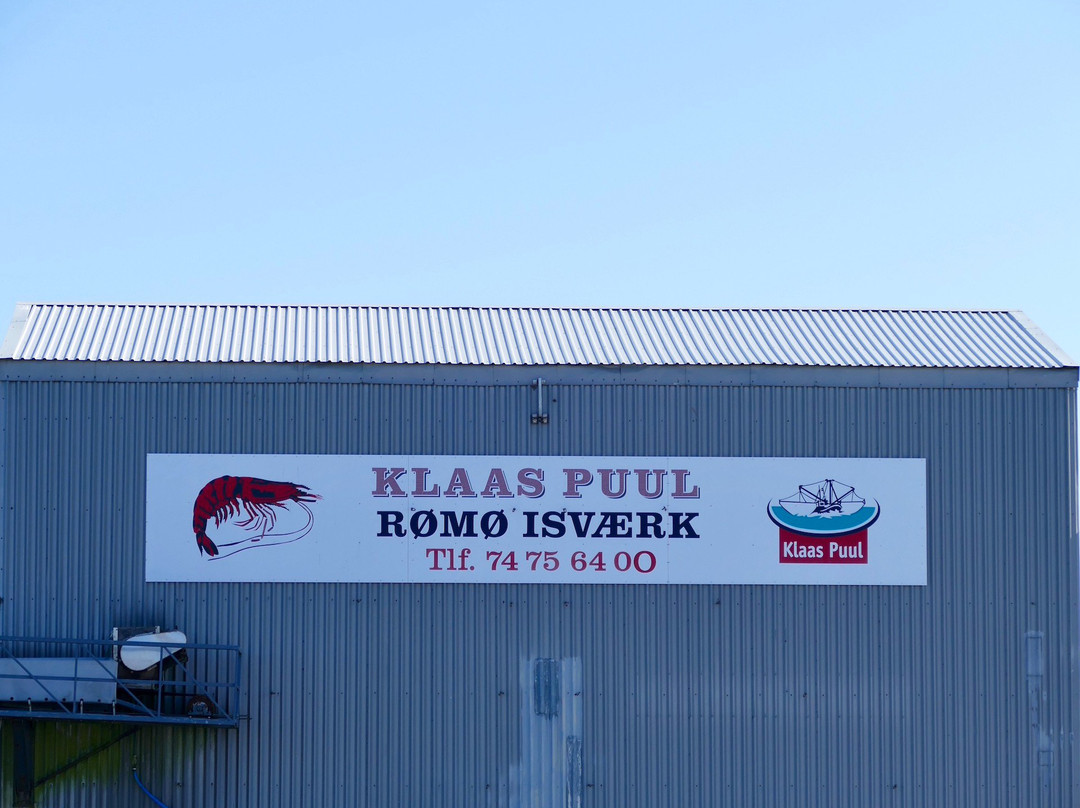 KLAAS PUUL
RØMØ ISVÆRK
Tlf. 74 75 64 00
Klaas Puul